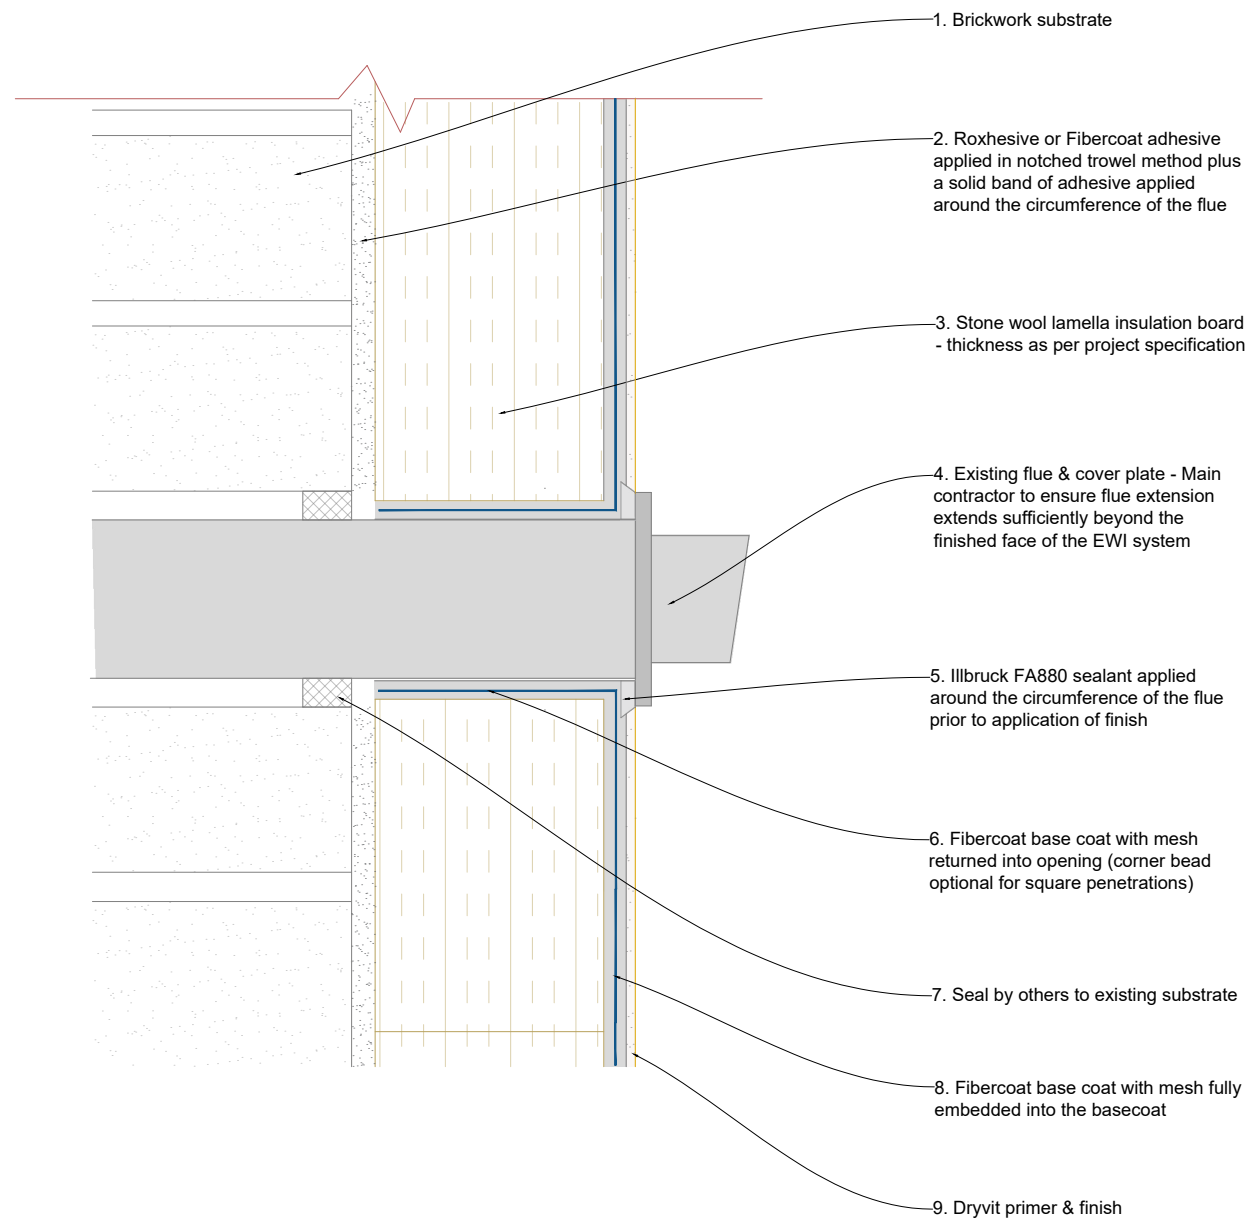 1. Brickwork substrate
2. Roxhesive or Fibercoat adhesive
applied in notched trowel method plus
a solid band of adhesive applied
around the circumference of the flue
3. Stone wool lamella insulation board
- thickness as per project specification
4. Existing flue & cover plate - Main
contractor to ensure flue extension
extends sufficiently beyond the
finished face of the EWI system
5. Illbruck FA880 sealant applied
around the circumference of the flue
prior to application of finish
6. Fibercoat base coat with mesh
returned into opening (corner bead
optional for square penetrations)
7. Seal by others to existing substrate
8. Fibercoat base coat with mesh fully
embedded into the basecoat
9. Dryvit primer & finish